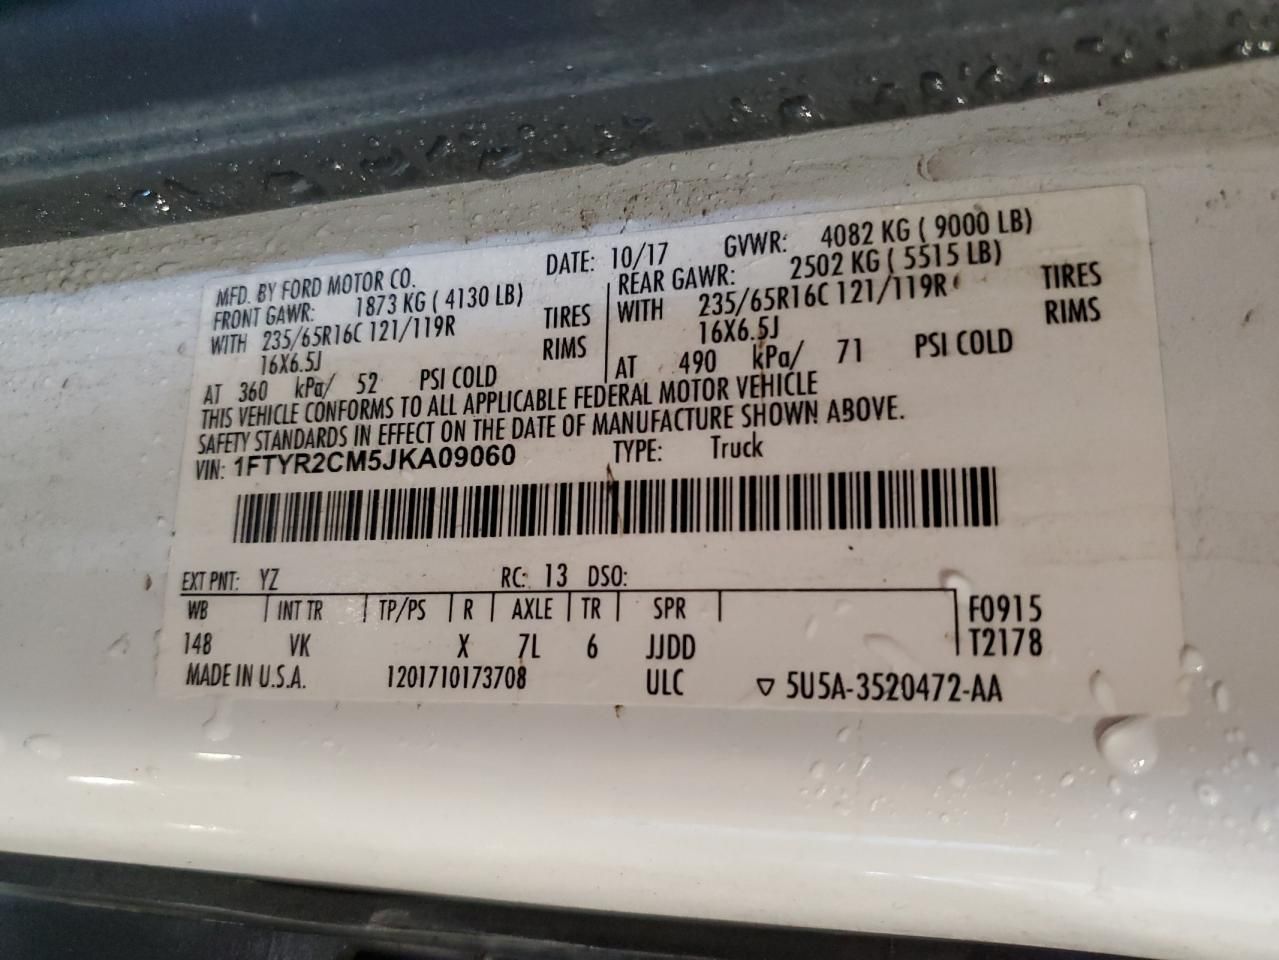 MFD. BY FORD MOTOR CO. DATE: 10/17 GVWR: 4082 KG ( 9000 LB)
FRONT GAWR: 1873 KG ( 4130 LB) REAR GAWR: 2502 KG ( 5515 LB)
WITH 235/65R16C 121/119R TIRES WITH 235/65R16C 121/119R TIRES
16X6.5J RIMS 16X6.5J RIMS
AT 360 kPa/ 52 PSI COLD AT 490 kPa/ 71 PSI COLD
THIS VEHICLE CONFORMS TO ALL APPLICABLE FEDERAL MOTOR VEHICLE
SAFETY STANDARDS IN EFFECT ON THE DATE OF MANUFACTURE SHOWN ABOVE.
VIN: 1FTYR2CM5JKA09060 TYPE: Truck
EXT PNT: YZ RC: 13 DSO:
WB INT TR TP/PS R AXLE TR SPR F0915
148 VK X 7L 6 JJDD T2178
MADE IN U.S.A. 1201710173708 ULC ▽ 5U5A-3520472-AA